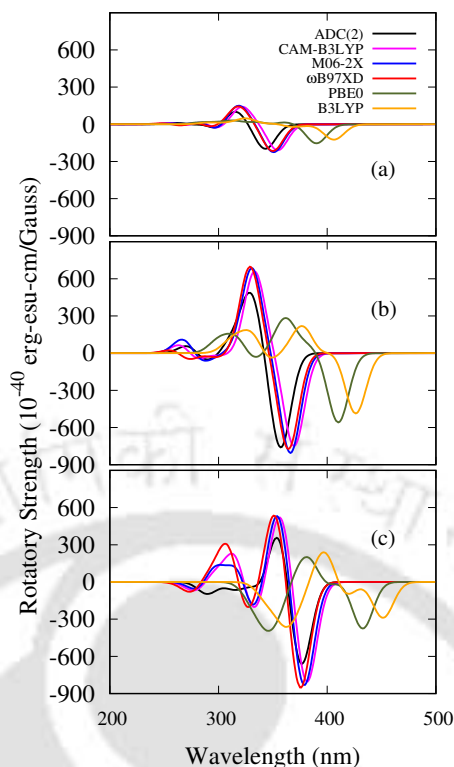 600
300
0
-300
-600
-900
ADC(2)
CAM-B3LYP
M06-2X
ωB97XD
PBE0
B3LYP
(a)
600
300
0
-300
-600
-900
(b)
600
300
0
-300
-600
-900
(c)
200
300
400
500
Rotatory Strength (10⁻⁴⁰ erg-esu-cm/Gauss)
Wavelength (nm)